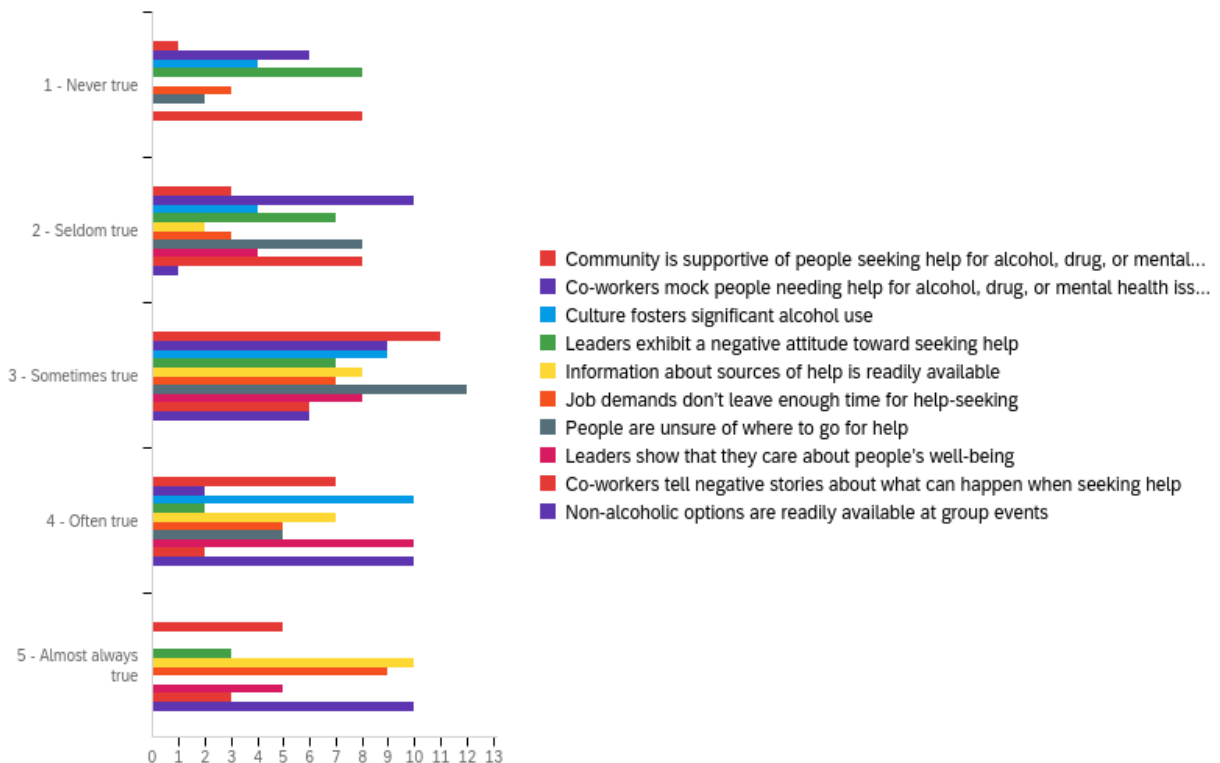 1 - Never true
2 - Seldom true
3 - Sometimes true
4 - Often true
5 - Almost always
true
0 1 2 3 4 5 6 7 8 9 10 11 12 13
Community is supportive of people seeking help for alcohol, drug, or mental...
Co-workers mock people needing help for alcohol, drug, or mental health iss...
Culture fosters significant alcohol use
Leaders exhibit a negative attitude toward seeking help
Information about sources of help is readily available
Job demands don't leave enough time for help-seeking
People are unsure of where to go for help
Leaders show that they care about people's well-being
Co-workers tell negative stories about what can happen when seeking help
Non-alcoholic options are readily available at group events